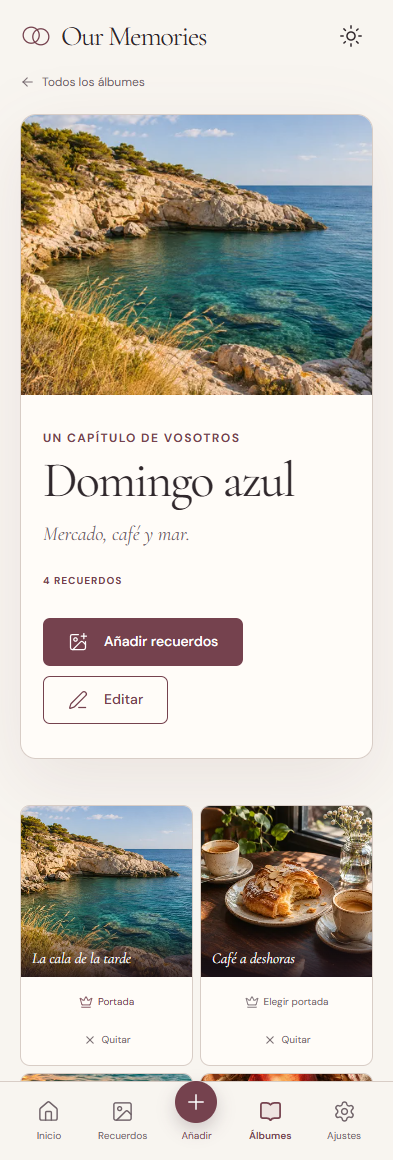 Our Memories
Todos los álbumes
UN CAPÍTULO DE VOSOTROS
Domingo azul
Mercado, café y mar.
4 RECUERDOS
Añadir recuerdos
Editar
La cala de la tarde
Café a deshoras
Portada
Elegir portada
Quitar
Quitar
Inicio
Recuerdos
Añadir
Álbumes
Ajustes